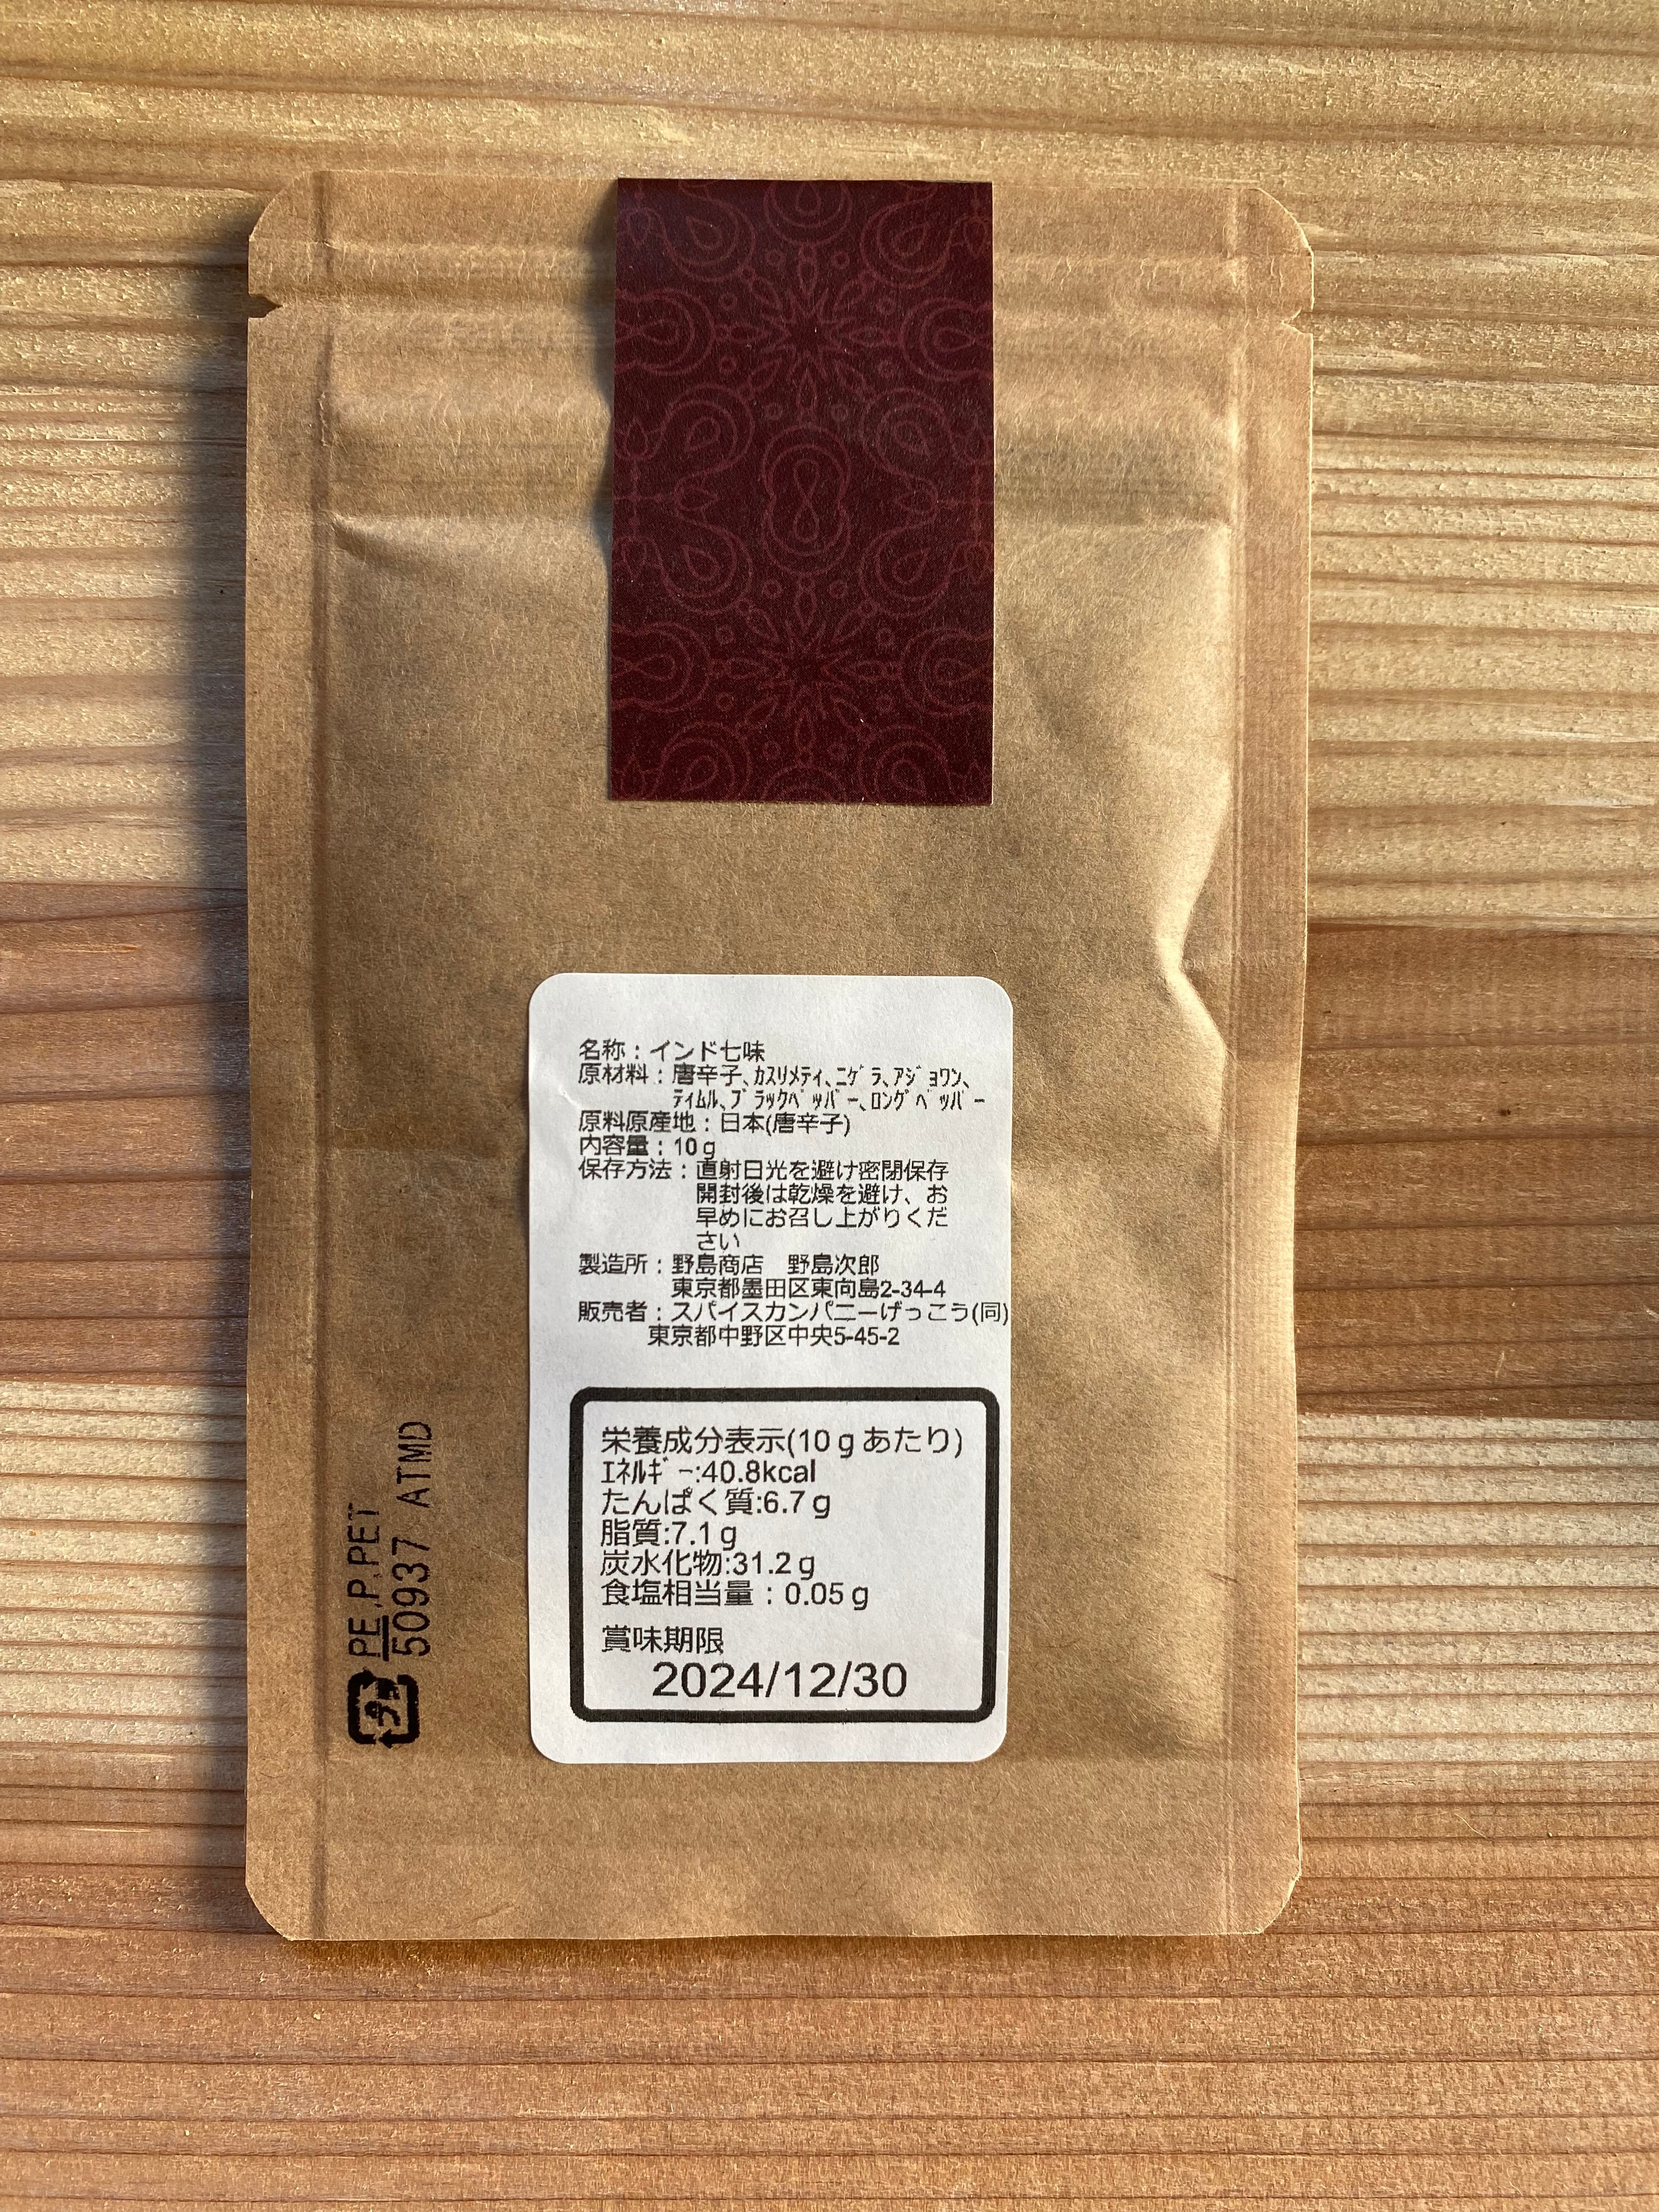 名称：インド七味
原材料：唐辛子､ｶｽﾘﾒﾃｨ､ﾆｹﾞﾗ､ｱｼﾞｮﾜﾝ､
ﾃｨﾑﾙ､ﾌﾞﾗｯｸﾍﾟｯﾊﾟｰ､ﾛﾝｸﾞﾍﾟｯﾊﾟｰ
原料原産地：日本(唐辛子)
内容量：10g
保存方法：直射日光を避け密閉保存
開封後は乾燥を避け、お
早めにお召し上がりくだ
さい
製造所：野島商店　野島次郎
東京都墨田区東向島2-34-4
販売者：スパイスカンパニーげっこう(同)
東京都中野区中央5-45-2
栄養成分表示(10gあたり)
ｴﾈﾙｷﾞｰ:40.8kcal
たんぱく質:6.7g
脂質:7.1g
炭水化物:31.2g
食塩相当量：0.05g
賞味期限
2024/12/30
プラ PE,P,PET
50937 ATMD